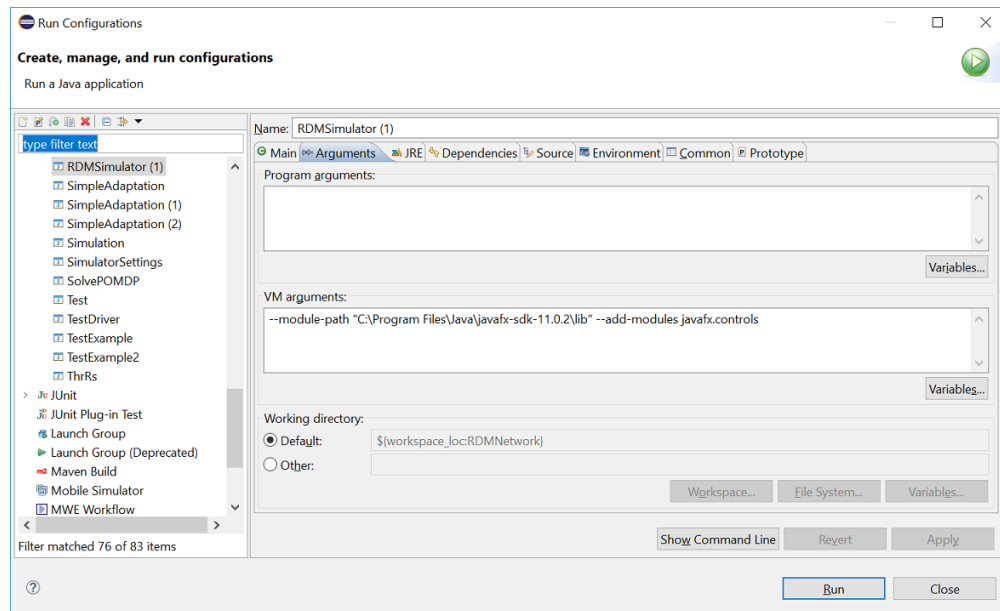 Run Configurations
Create, manage, and run configurations
Run a Java application
type filter text
RDMSimulator (1)
SimpleAdaptation
SimpleAdaptation (1)
SimpleAdaptation (2)
Simulation
SimulatorSettings
SolvePOMDP
Test
TestDriver
TestExample
TestExample2
ThrRs
JUnit
JUnit Plug-in Test
Launch Group
Launch Group (Deprecated)
Maven Build
Mobile Simulator
MWE Workflow
Filter matched 76 of 83 items
Name: RDMSimulator (1)
Main Arguments JRE Dependencies Source Environment Common Prototype
Program arguments:
Variables...
VM arguments:
--module-path "C:\Program Files\Java\javafx-sdk-11.0.2\lib" --add-modules javafx.controls
Variables...
Working directory:
Default: ${workspace_loc:RDMNetwork}
Other:
Workspace... File System... Variables...
Show Command Line Revert Apply
Run Close